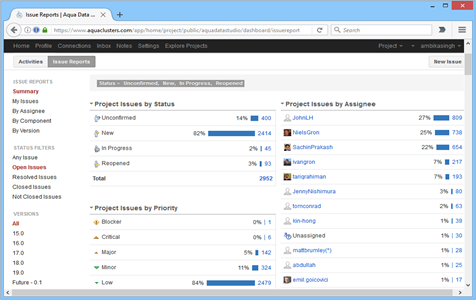 Issue Reports | Aqua Data ...
https://www.aquaclusters.com/app/home/project/public/aquadatastudio/dashboard/issuereport
Search
Home Profile Connections Inbox Notes Settings Explore Projects Project ambikasingh
Activities Issue Reports New Issue
ISSUE REPORTS
Summary
My Issues
By Assignee
By Component
By Version
STATUS FILTERS
Any Issue
Open Issues
Resolved Issues
Closed Issues
Not Closed Issues
VERSIONS
All
15.0
16.0
17.0
18.0
19.0
Future - 0.1
Status - Unconfirmed, New, In Progress, Reopened
Project Issues by Status
Unconfirmed 14% 400
New 82% 2414
In Progress 2% 45
Reopened 3% 93
Total 2952
Project Issues by Priority
Blocker 0% 1
Critical 0% 6
Major 5% 142
Minor 11% 324
Low 84% 2479
Project Issues by Assignee
JohnLH 27% 809
NielsGron 25% 738
SachinPrakash 22% 654
ivangron 7% 217
tariqrahiman 7% 193
JennyNishimura 3% 80
tomconrad 2% 63
xin-hong 1% 39
Unassigned 1% 30
mattbrumley(*) 1% 28
abdullah 1% 25
emil.goicovici 1% 17